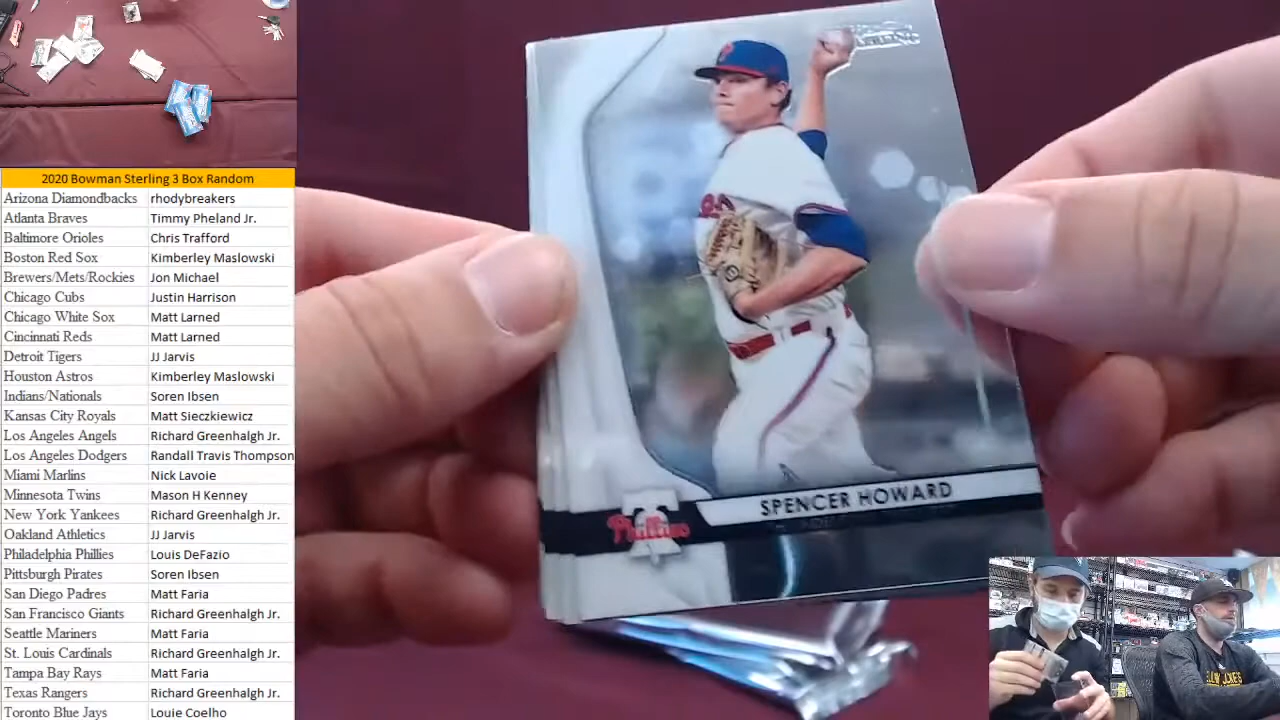 2020 Bowman Sterling 3 Box Random
Arizona Diamondbacks rhodybreakers
Atlanta Braves Timmy Pheland Jr.
Baltimore Orioles Chris Trafford
Boston Red Sox Kimberley Maslowski
Brewers/Mets/Rockies Jon Michael
Chicago Cubs Justin Harrison
Chicago White Sox Matt Larned
Cincinnati Reds Matt Larned
Detroit Tigers JJ Jarvis
Houston Astros Kimberley Maslowski
Indians/Nationals Soren Ibsen
Kansas City Royals Matt Sieczkiewicz
Los Angeles Angels Richard Greenhalgh Jr.
Los Angeles Dodgers Randall Travis Thompson
Miami Marlins Nick Lavoie
Minnesota Twins Mason H Kenney
New York Yankees Richard Greenhalgh Jr.
Oakland Athletics JJ Jarvis
Philadelphia Phillies Louis DeFazio
Pittsburgh Pirates Soren Ibsen
San Diego Padres Matt Faria
San Francisco Giants Richard Greenhalgh Jr.
Seattle Mariners Matt Faria
St. Louis Cardinals Richard Greenhalgh Jr.
Tampa Bay Rays Matt Faria
Texas Rangers Richard Greenhalgh Jr.
Toronto Blue Jays Louie Coelho
SPENCER HOWARD
Phillies